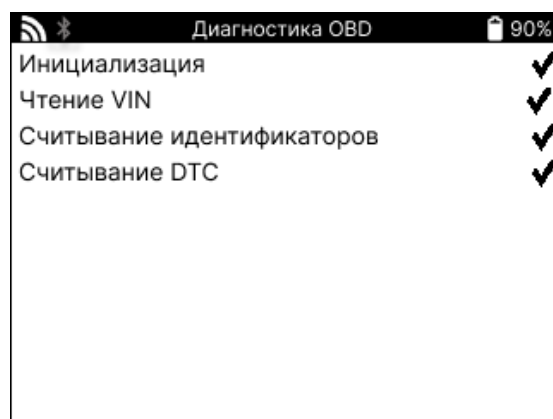 Диагностика OBD 90%
Инициализация
Чтение VIN
Считывание идентификаторов
Считывание DTC